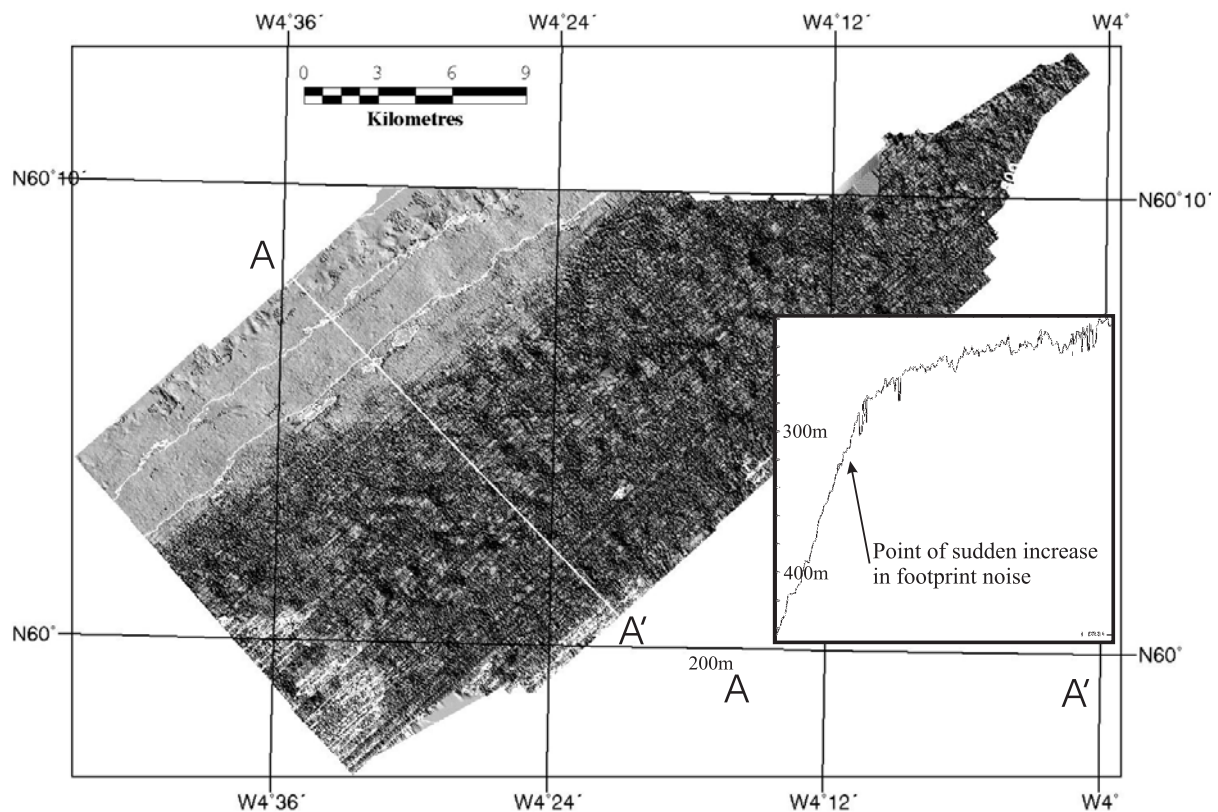 W4°36´
W4°24´
W4°12´
W4°
0 3 6 9
Kilometres
N60°10´
N60°10´
A
300m
Point of sudden increase
in footprint noise
400m
A'
N60°
N60°
200m
A
A'
W4°36´
W4°24´
W4°12´
W4°